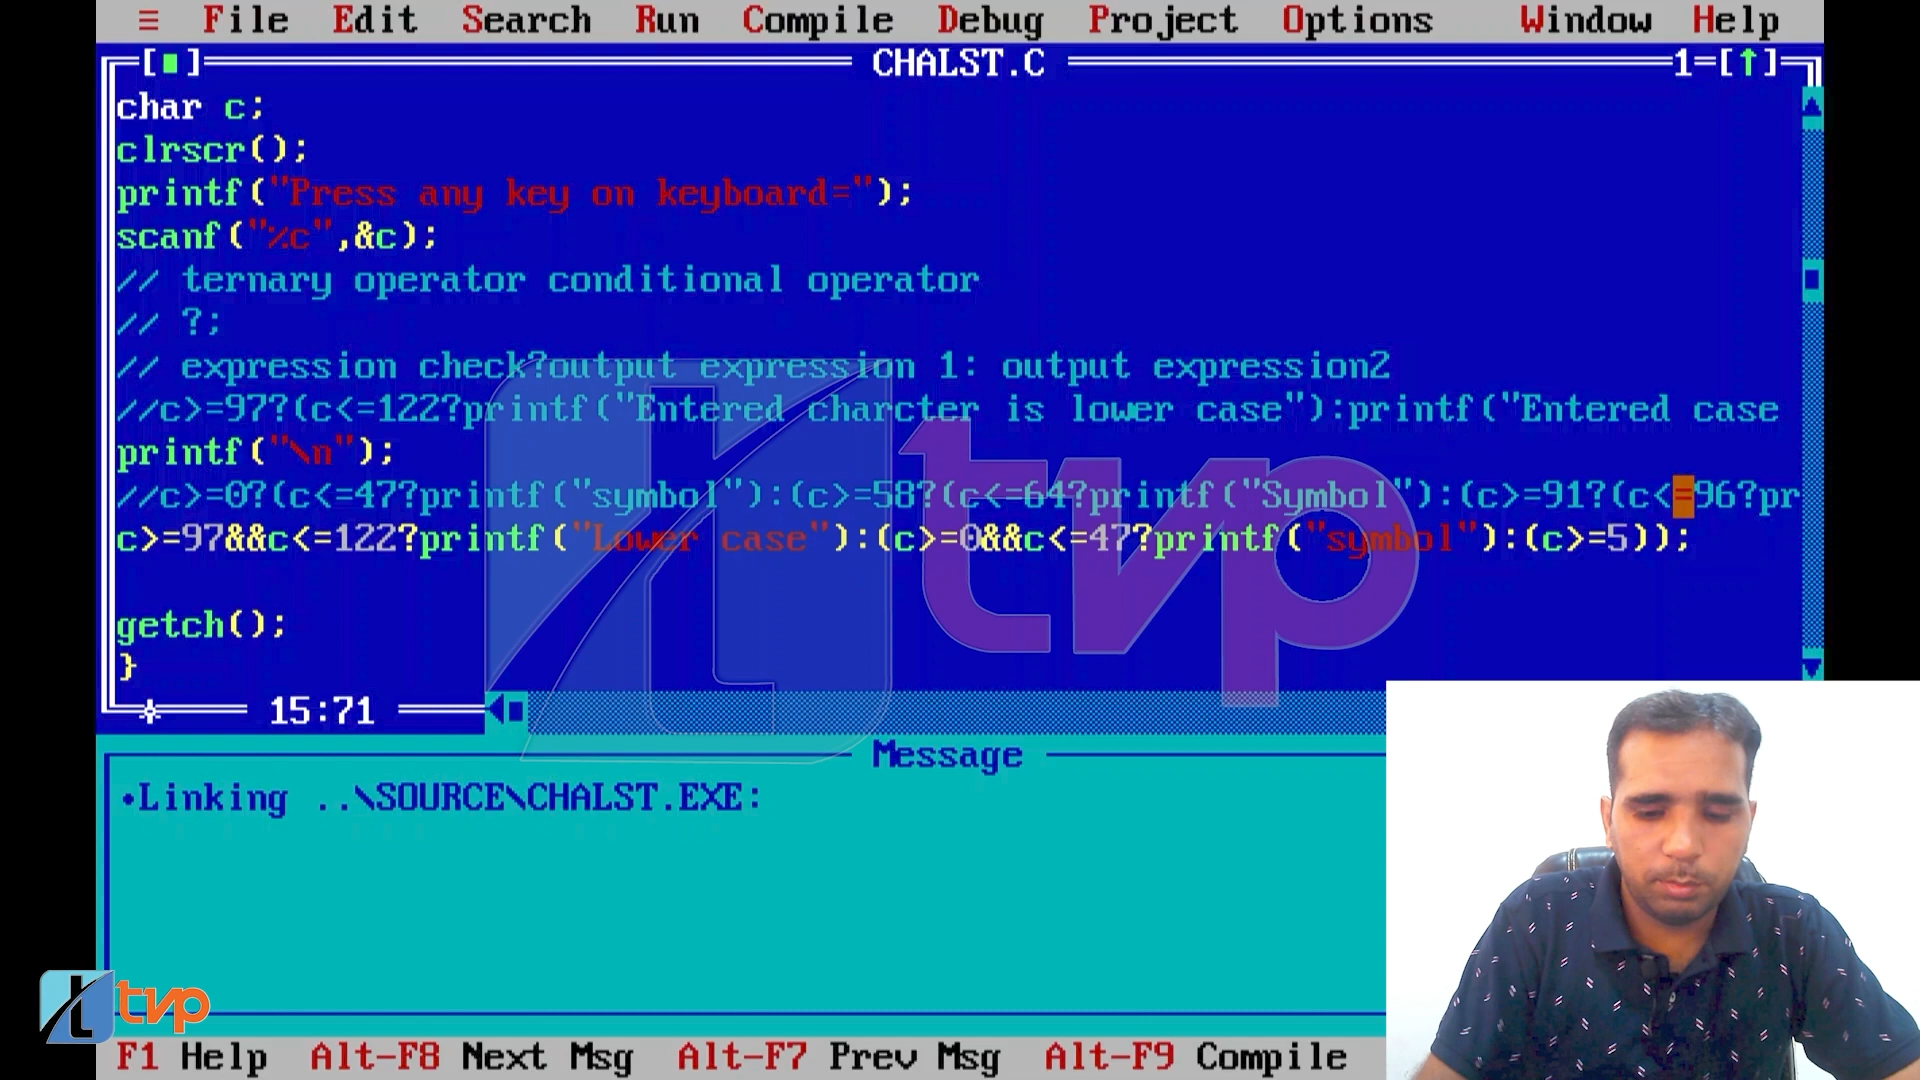 ≡ File Edit Search Run Compile Debug Project Options Window Help
[■] CHALST.C 1=[↑]
char c;
clrscr();
printf("Press any key on keyboard=");
scanf("%c",&c);
// ternary operator conditional operator
// ?;
// expression check?output expression 1: output expression2
//c>=97?(c<=122?printf("Entered charcter is lower case"):printf("Entered case
printf("\n");
//c>=0?(c<=47?printf("symbol"):(c>=58?(c<=64?printf("Symbol"):(c>=91?(c<=96?pr
c>=97&&c<=122?printf("Lower case"):(c>=0&&c<=47?printf("symbol"):(c>=5));
getch();
}
15:71
tvp
Message
•Linking ..\SOURCE\CHALST.EXE:
tvp
F1 Help Alt-F8 Next Msg Alt-F7 Prev Msg Alt-F9 Compile